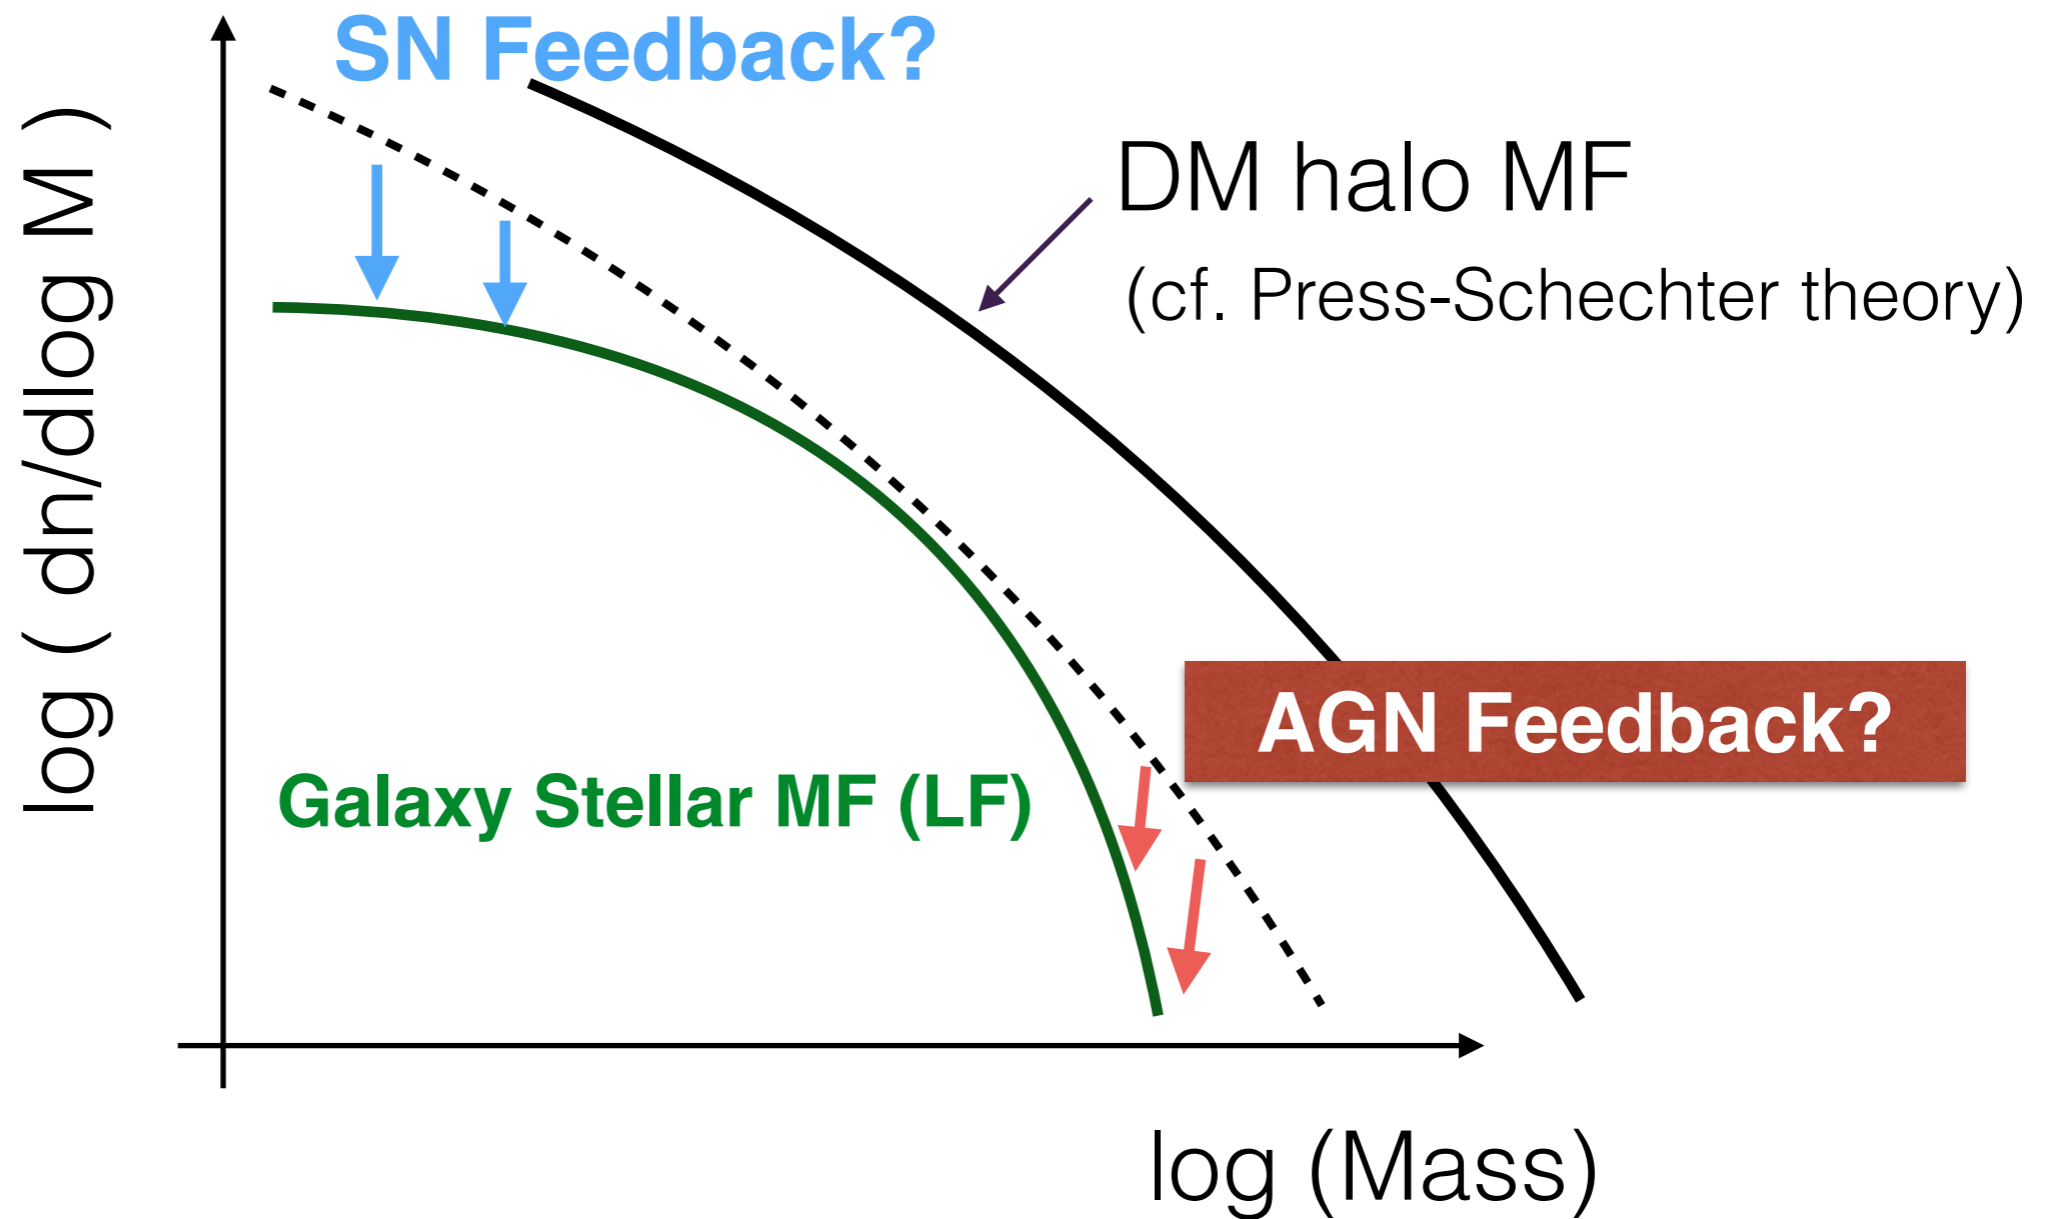 SN Feedback?
log ( dn/dlog M )
DM halo MF
(cf. Press-Schechter theory)
AGN Feedback?
Galaxy Stellar MF (LF)
log (Mass)